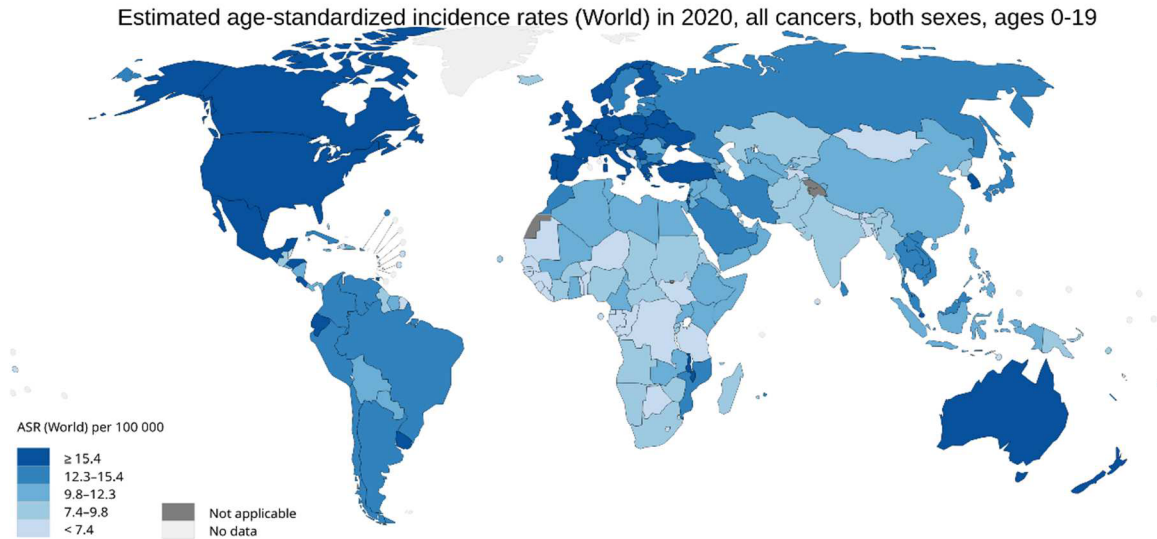 Estimated age-standardized incidence rates (World) in 2020, all cancers, both sexes, ages 0-19
ASR (World) per 100 000
≥ 15.4
12.3–15.4
9.8–12.3
7.4–9.8
< 7.4
Not applicable
No data